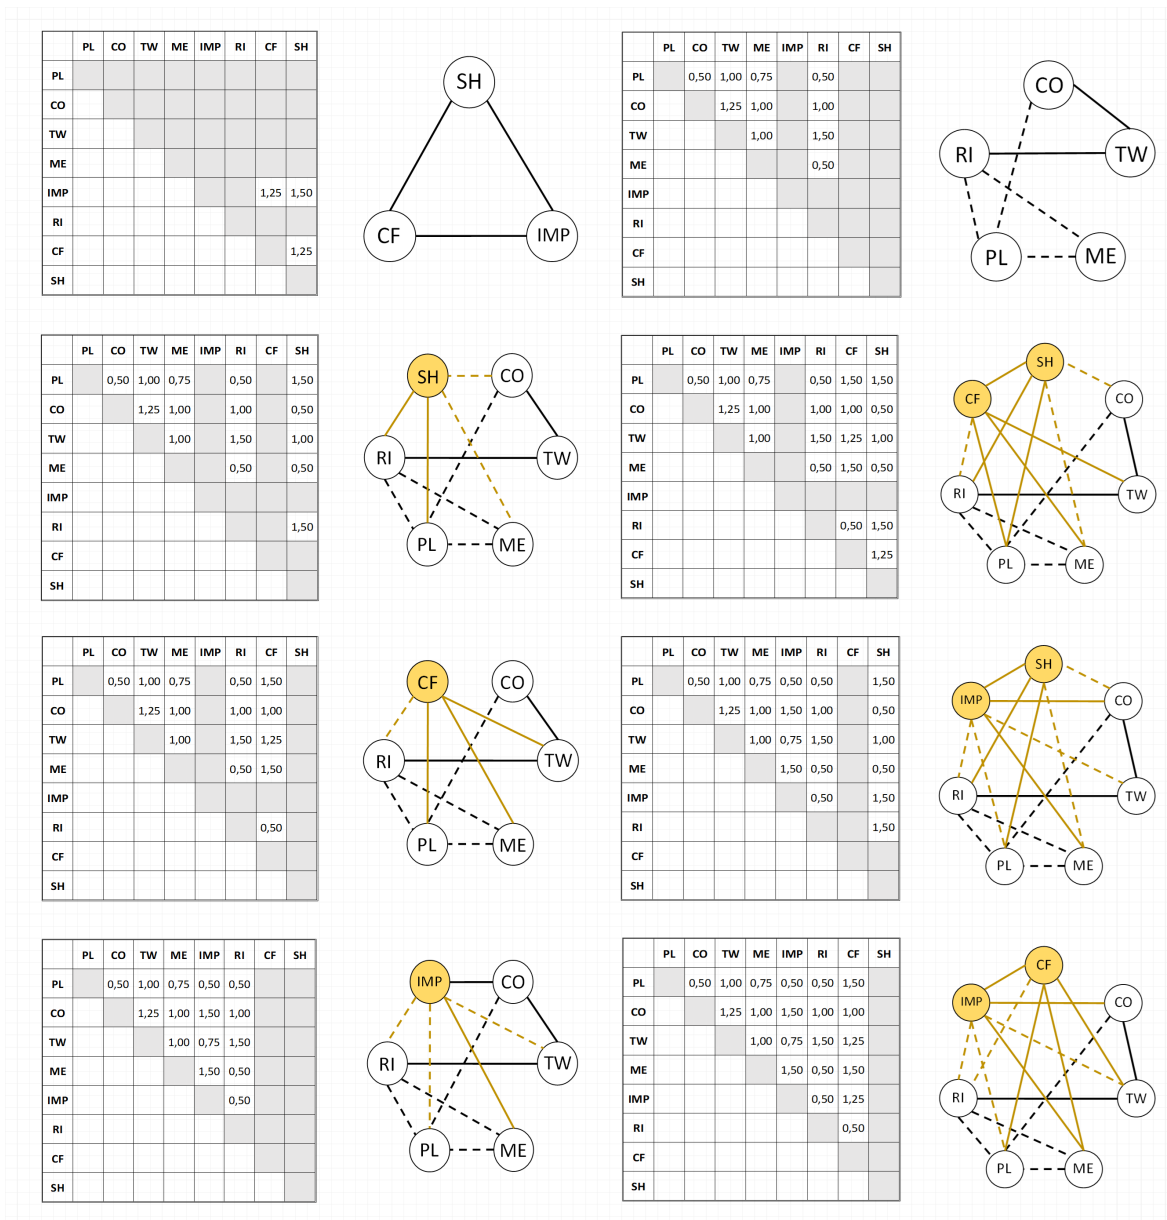 PL CO TW ME IMP RI CF SH
PL
CO
TW
ME
IMP 1,25 1,50
RI
CF 1,25
SH
SH
CF
IMP
PL CO TW ME IMP RI CF SH
PL 0,50 1,00 0,75 0,50
CO 1,25 1,00 1,00
TW 1,00 1,50
ME 0,50
IMP
RI
CF
SH
CO
RI
TW
PL
ME
PL CO TW ME IMP RI CF SH
PL 0,50 1,00 0,75 0,50 1,50
CO 1,25 1,00 1,00 0,50
TW 1,00 1,50 1,00
ME 0,50 0,50
IMP
RI 1,50
CF
SH
SH
CO
RI
TW
PL
ME
PL CO TW ME IMP RI CF SH
PL 0,50 1,00 0,75 0,50 1,50 1,50
CO 1,25 1,00 1,00 1,00 0,50
TW 1,00 1,50 1,25 1,00
ME 0,50 1,50 0,50
IMP
RI 0,50 1,50
CF 1,25
SH
SH
CF
CO
RI
TW
PL
ME
PL CO TW ME IMP RI CF SH
PL 0,50 1,00 0,75 0,50 1,50
CO 1,25 1,00 1,00 1,00
TW 1,00 1,50 1,25
ME 0,50 1,50
IMP
RI 0,50
CF
SH
CF
CO
RI
TW
PL
ME
PL CO TW ME IMP RI CF SH
PL 0,50 1,00 0,75 0,50 0,50 1,50
CO 1,25 1,00 1,50 1,00 0,50
TW 1,00 0,75 1,50 1,00
ME 1,50 0,50 0,50
IMP 0,50 1,50
RI 1,50
CF
SH
SH
IMP
CO
RI
TW
PL
ME
PL CO TW ME IMP RI CF SH
PL 0,50 1,00 0,75 0,50 0,50
CO 1,25 1,00 1,50 1,00
TW 1,00 0,75 1,50
ME 1,50 0,50
IMP 0,50
RI
CF
SH
IMP
CO
RI
TW
PL
ME
PL CO TW ME IMP RI CF SH
PL 0,50 1,00 0,75 0,50 0,50 1,50
CO 1,25 1,00 1,50 1,00 1,00
TW 1,00 0,75 1,50 1,25
ME 1,50 0,50 1,50
IMP 0,50 1,25
RI 0,50
CF
SH
CF
IMP
CO
RI
TW
PL
ME